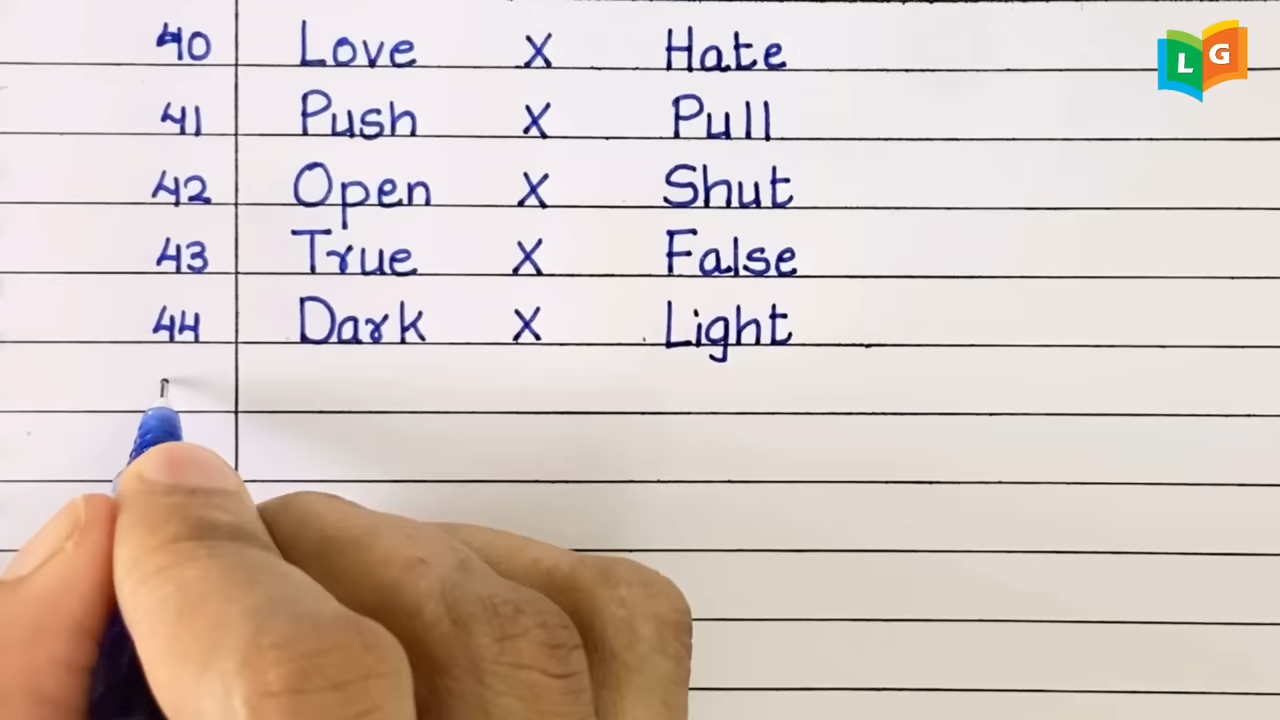 40 Love X Hate
41 Push X Pull
42 Open X Shut
43 True X False
44 Dark X Light
L G